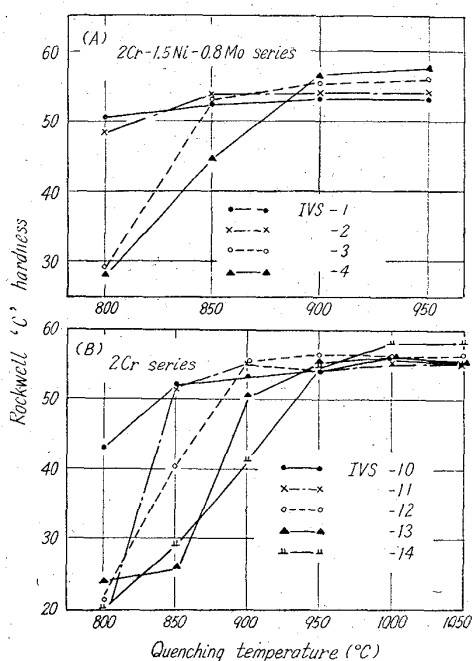 (A) 2Cr-1.5Ni-0.8Mo series
60
50
40
30
IVS -1
-2
-3
-4
800 850 900 950
Rockwell 'C' hardness
(B) 2Cr series
60
50
40
30
20
IVS -10
-11
-12
-13
-14
800 850 900 950 1000 1050
Quenching temperature (°C)